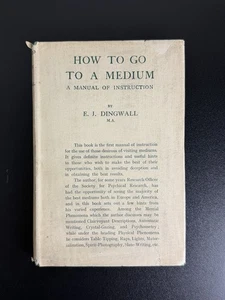 HOW TO GO
TO A MEDIUM
A MANUAL OF INSTRUCTION
BY
E. J. DINGWALL
M.A.
This book is the first manual of instruction
for the use of those desirous of visiting mediums.
It gives definite instructions and useful hints
to those who wish to make the best of their
opportunities, both in avoiding deception and
in obtaining the best results.
The author, for some years Research Officer
of the Society for Psychical Research, has
had the opportunity of seeing the majority of
the best mediums both in Europe and America,
and in this book sets out a few hints from
his varied experience. Among the Mental
Phenomena which the author discusses may be
mentioned Clairvoyant Descriptions, Automatic
Writing, Crystal-Gazing and Psychometry;
while under the heading Physical Phenomena
he considers Table Tipping, Raps, Lights, Mater-
ialisation, Spirit-Photography, Slate-Writing, etc.